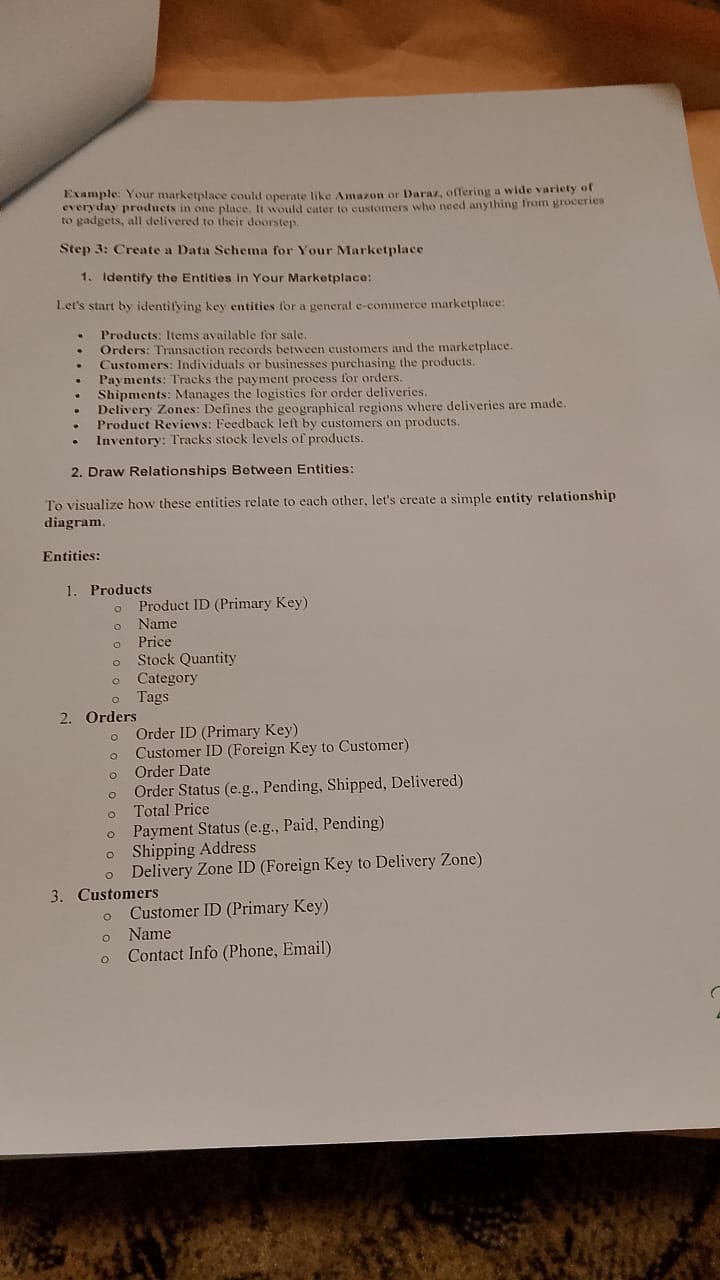 Example: Your marketplace could operate like Amazon or Daraz, offering a wide variety of
everyday products in one place. It would cater to customers who need anything from groceries
to gadgets, all delivered to their doorstep.
Step 3: Create a Data Schema for Your Marketplace
1. Identify the Entities in Your Marketplace:
Let's start by identifying key entities for a general e-commerce marketplace:
• Products: Items available for sale.
• Orders: Transaction records between customers and the marketplace.
• Customers: Individuals or businesses purchasing the products.
• Payments: Tracks the payment process for orders.
• Shipments: Manages the logistics for order deliveries.
• Delivery Zones: Defines the geographical regions where deliveries are made.
• Product Reviews: Feedback left by customers on products.
• Inventory: Tracks stock levels of products.
2. Draw Relationships Between Entities:
To visualize how these entities relate to each other, let's create a simple entity relationship
diagram.
Entities:
1. Products
o Product ID (Primary Key)
o Name
o Price
o Stock Quantity
o Category
o Tags
2. Orders
o Order ID (Primary Key)
o Customer ID (Foreign Key to Customer)
o Order Date
o Order Status (e.g., Pending, Shipped, Delivered)
o Total Price
o Payment Status (e.g., Paid, Pending)
o Shipping Address
o Delivery Zone ID (Foreign Key to Delivery Zone)
3. Customers
o Customer ID (Primary Key)
o Name
o Contact Info (Phone, Email)